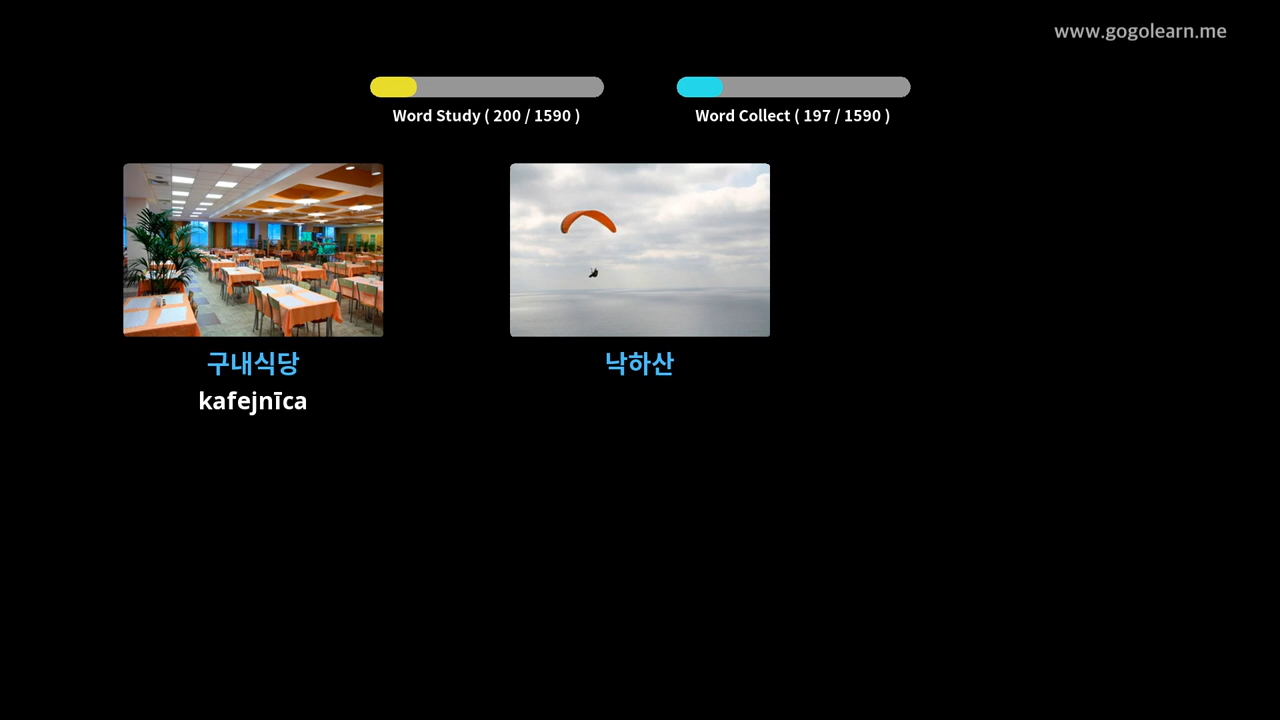 www.gogolearn.me
Word Study ( 200 / 1590 )
Word Collect ( 197 / 1590 )
구내식당
낙하산
kafejnīca